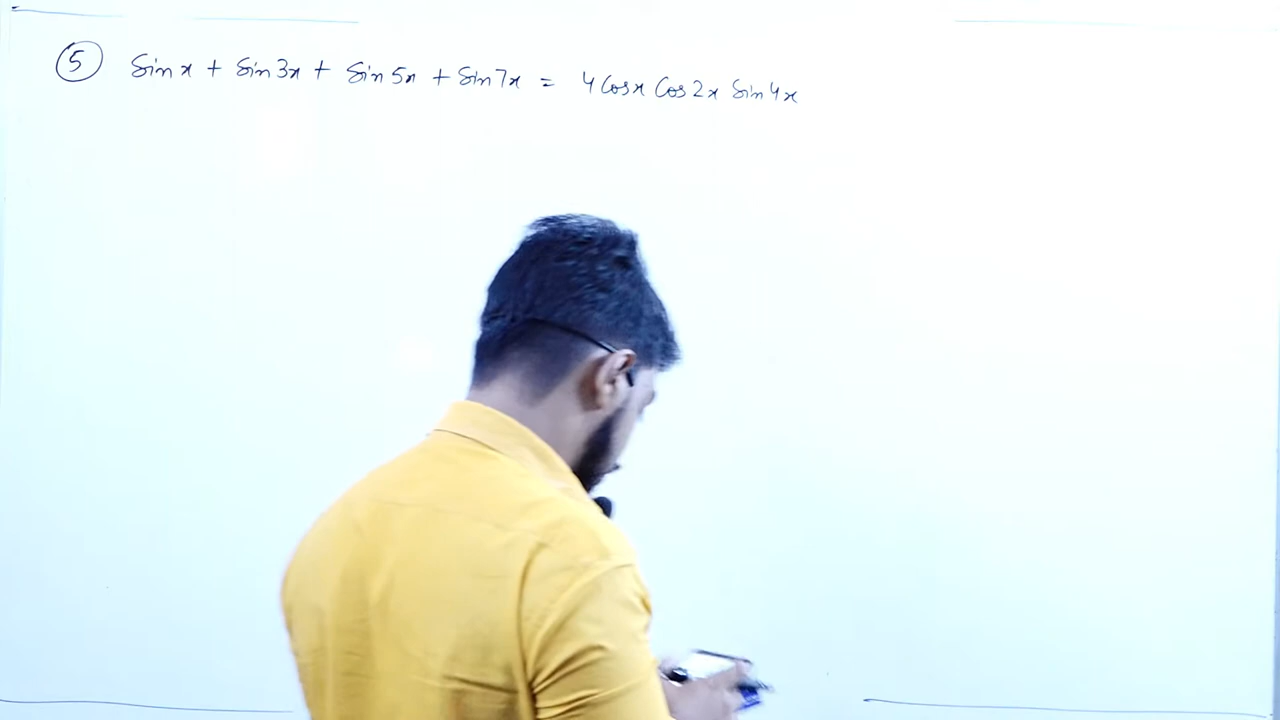 5 Sin x + Sin 3x + Sin 5x + Sin 7x = 4 Cos x Cos 2x Sin 4x